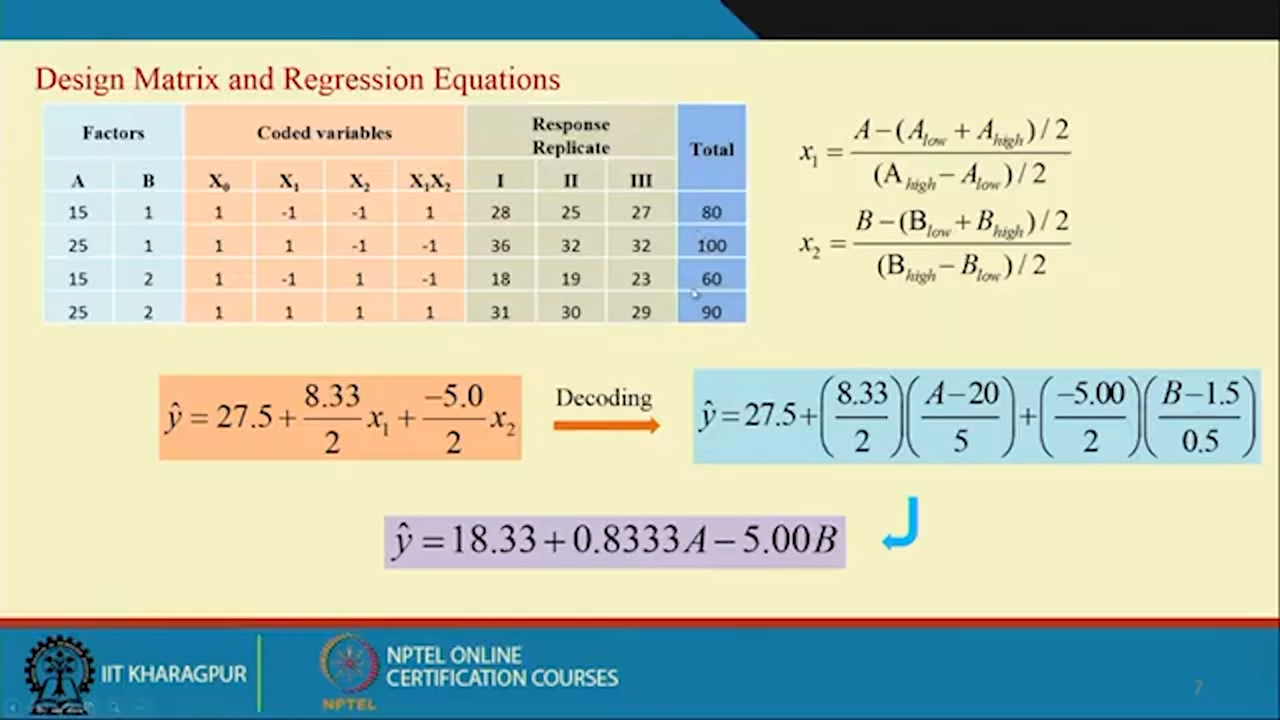 Design Matrix and Regression Equations
Factors Coded variables Response Replicate Total
A B X₀ X₁ X₂ X₁X₂ I II III
15 1 1 -1 -1 1 28 25 27 80
25 1 1 1 -1 -1 36 32 32 100
15 2 1 -1 1 -1 18 19 23 60
25 2 1 1 1 1 31 30 29 90
x₁ = (A − (A_low + A_high) / 2) / ((A_high − A_low) / 2)
x₂ = (B − (B_low + B_high) / 2) / ((B_high − B_low) / 2)
ŷ = 27.5 + (8.33/2) x₁ + (−5.0/2) x₂
Decoding
ŷ = 27.5 + (8.33/2)((A − 20)/5) + (−5.00/2)((B − 1.5)/0.5)
ŷ = 18.33 + 0.8333A − 5.00B
IIT KHARAGPUR
NPTEL
NPTEL ONLINE
CERTIFICATION COURSES
7